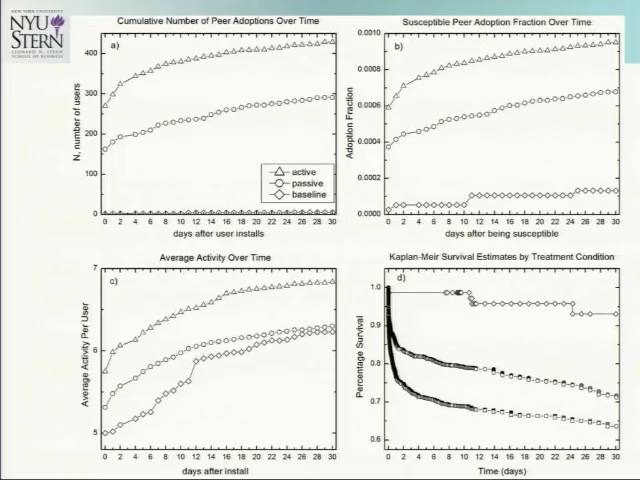 NEW YORK UNIVERSITY
NYU
STERN
LEONARD N. STERN
SCHOOL OF BUSINESS
Cumulative Number of Peer Adoptions Over Time
a)
N, number of users
400
300
200
100
0
active
passive
baseline
0 2 4 6 8 10 12 14 16 18 20 22 24 26 28 30
days after user installs
Susceptible Peer Adoption Fraction Over Time
b)
Adoption Fraction
0.0010
0.0008
0.0006
0.0004
0.0002
0.0000
0 2 4 6 8 10 12 14 16 18 20 22 24 26 28 30
days after being susceptible
Average Activity Over Time
c)
Average Activity Per User
7
6
5
0 2 4 6 8 10 12 14 16 18 20 22 24 26 28 30
days after install
Kaplan-Meir Survival Estimates by Treatment Condition
d)
Percentage Survival
1.0
0.9
0.8
0.7
0.6
0 2 4 6 8 10 12 14 16 18 20 22 24 26 28 30
Time (days)